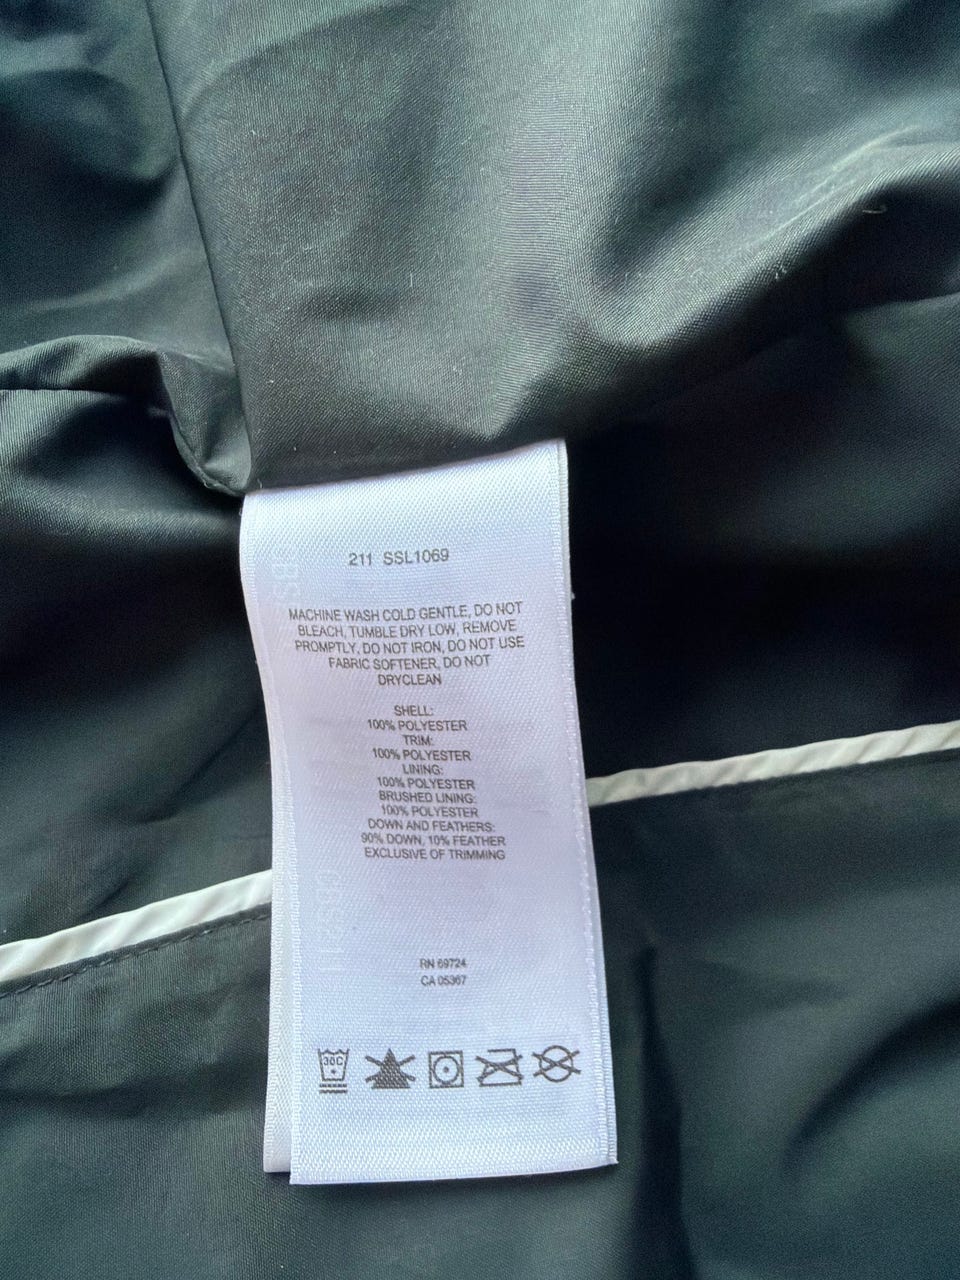 211 SSL1069
MACHINE WASH COLD GENTLE, DO NOT
BLEACH, TUMBLE DRY LOW, REMOVE
PROMPTLY, DO NOT IRON, DO NOT USE
FABRIC SOFTENER, DO NOT
DRYCLEAN
SHELL:
100% POLYESTER
TRIM:
100% POLYESTER
LINING:
100% POLYESTER
BRUSHED LINING:
100% POLYESTER
DOWN AND FEATHERS:
90% DOWN, 10% FEATHER
EXCLUSIVE OF TRIMMING
RN 69724
CA 05367
30C